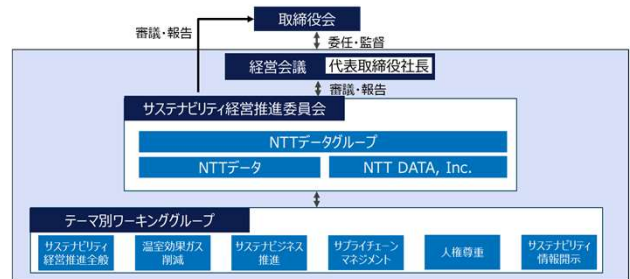 取締役会
審議・報告
委任・監督
経営会議 代表取締役社長
審議・報告
サステナビリティ経営推進委員会
NTTデータグループ
NTTデータ NTT DATA, Inc.
テーマ別ワーキンググループ
サステナビリティ
経営推進全般
温室効果ガス
削減
サステナビジネス
推進
サプライチェーン
マネジメント
人権尊重
サステナビリティ
情報開示